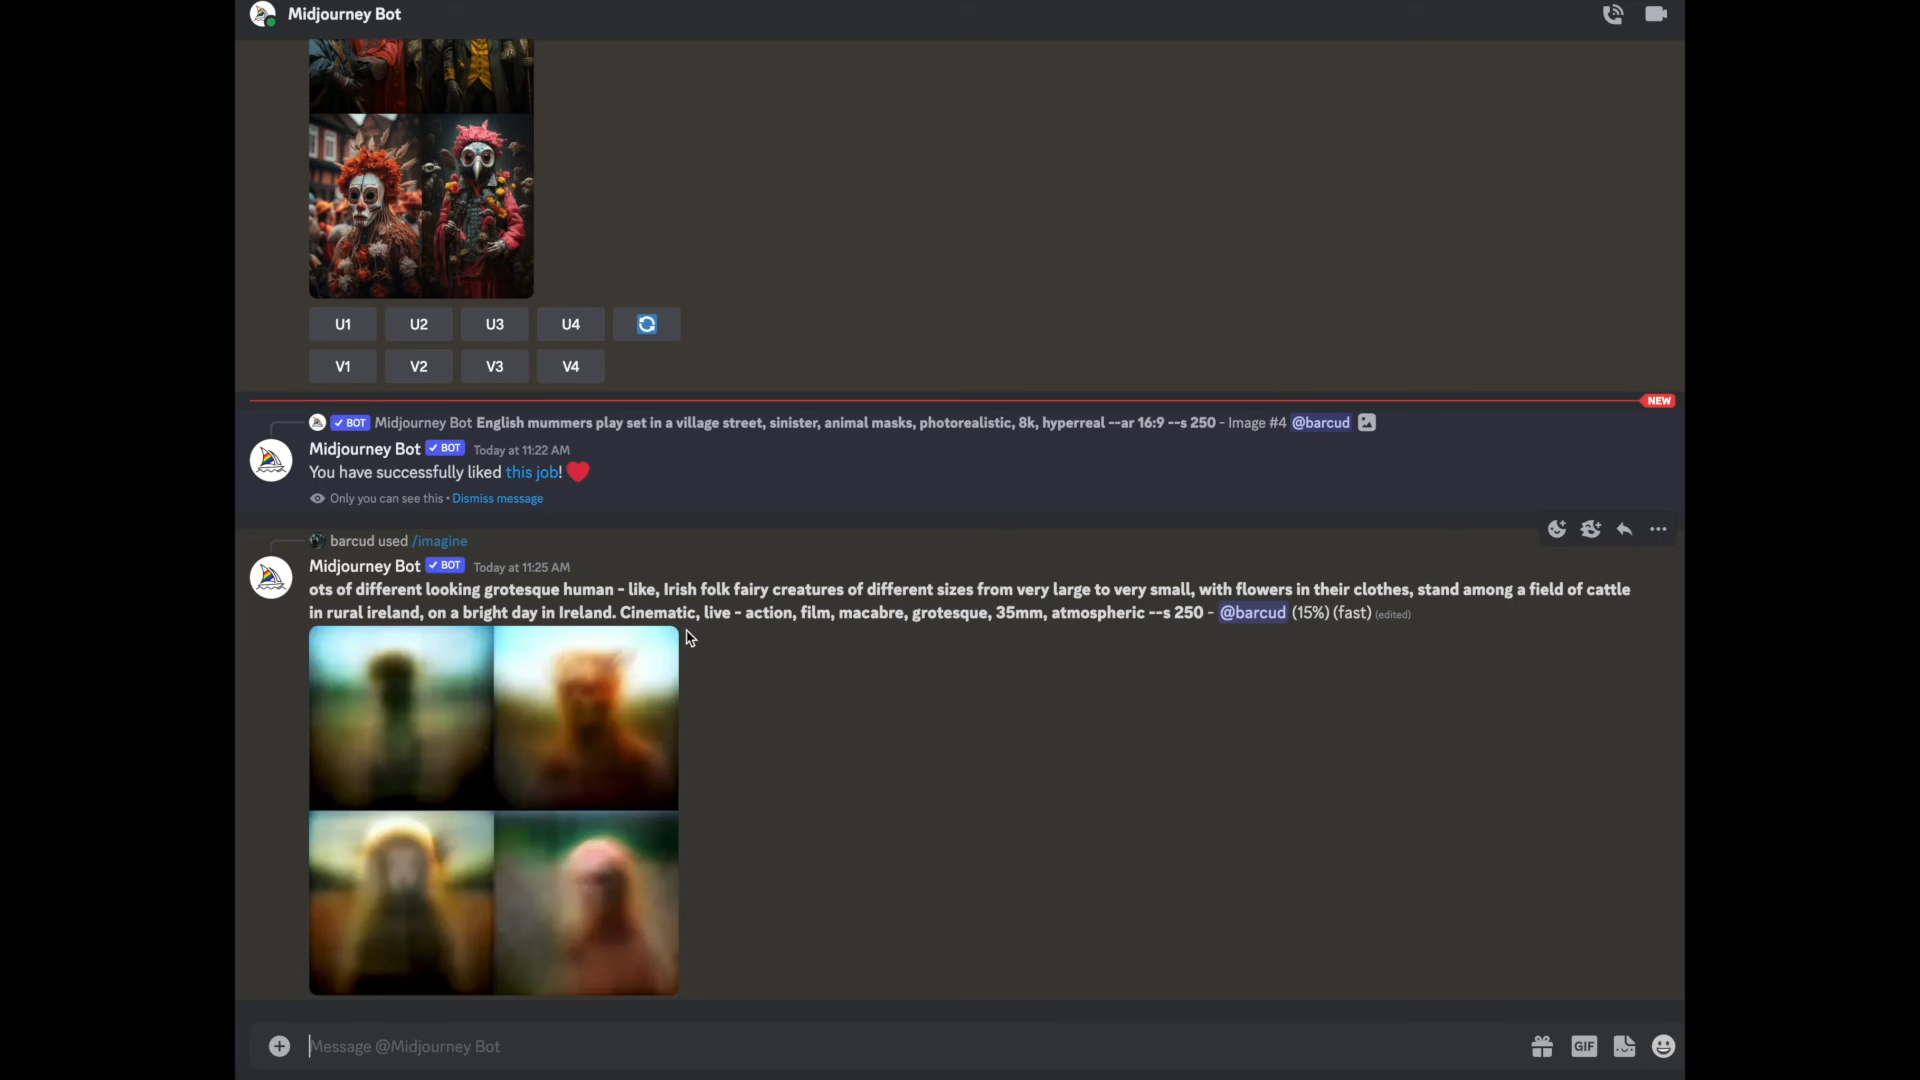 Midjourney Bot
U1 U2 U3 U4
V1 V2 V3 V4
NEW
BOT Midjourney Bot English mummers play set in a village street, sinister, animal masks, photorealistic, 8k, hyperreal --ar 16:9 --s 250 - Image #4 @barcud
Midjourney Bot BOT Today at 11:22 AM
You have successfully liked this job!
Only you can see this • Dismiss message
barcud used /imagine
Midjourney Bot BOT Today at 11:25 AM
ots of different looking grotesque human - like, Irish folk fairy creatures of different sizes from very large to very small, with flowers in their clothes, stand among a field of cattle
in rural ireland, on a bright day in Ireland. Cinematic, live - action, film, macabre, grotesque, 35mm, atmospheric --s 250 - @barcud (15%) (fast) (edited)
Message @Midjourney Bot
GIF